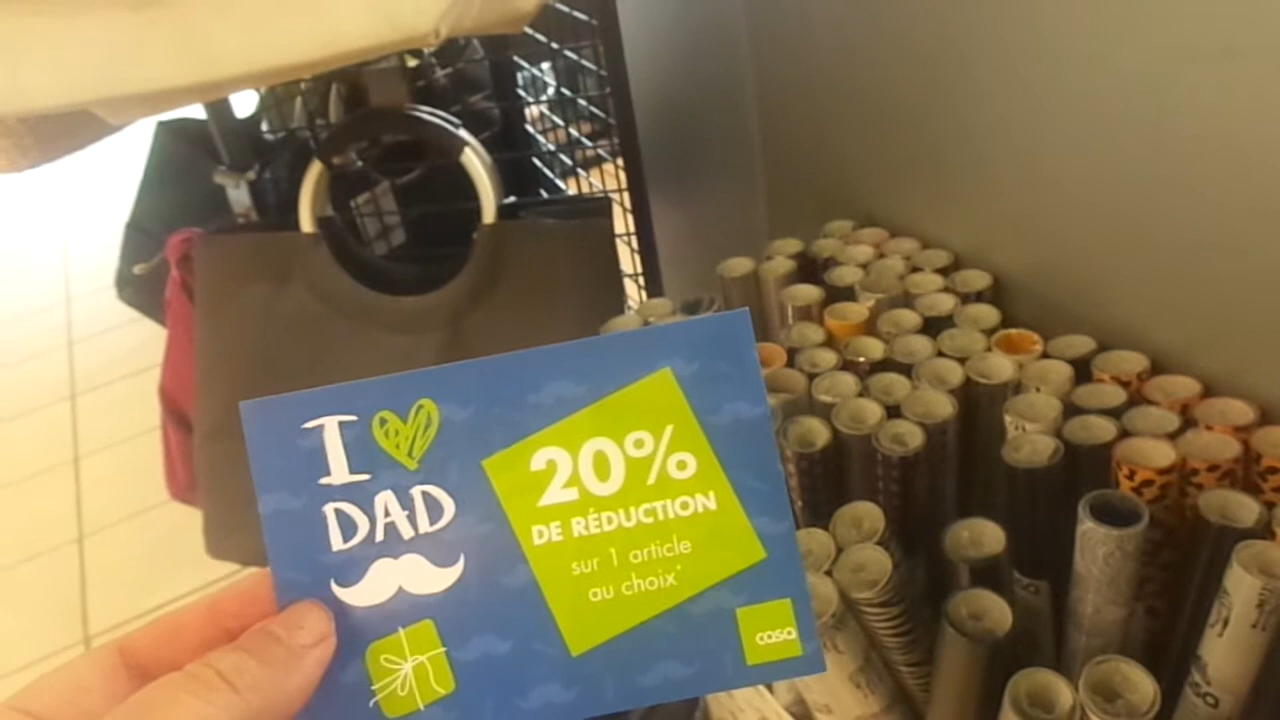 I
DAD
20%
DE RÉDUCTION
sur 1 article
au choix*
casa